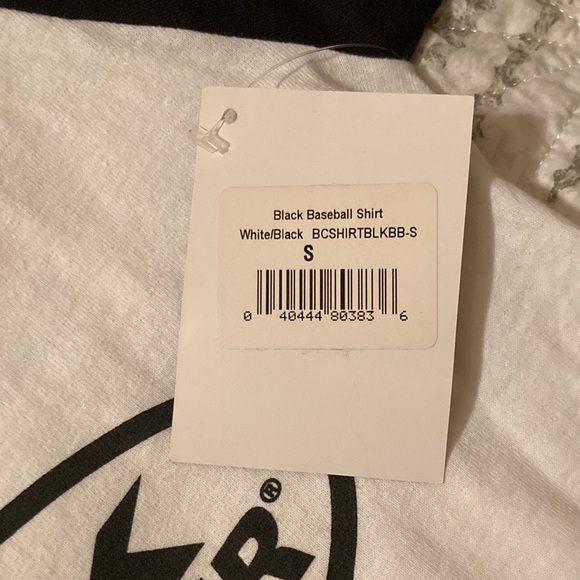 Black Baseball Shirt
White/Black BCSHIRTBLKBB-S
S
0 40444 80383 6
K
R®